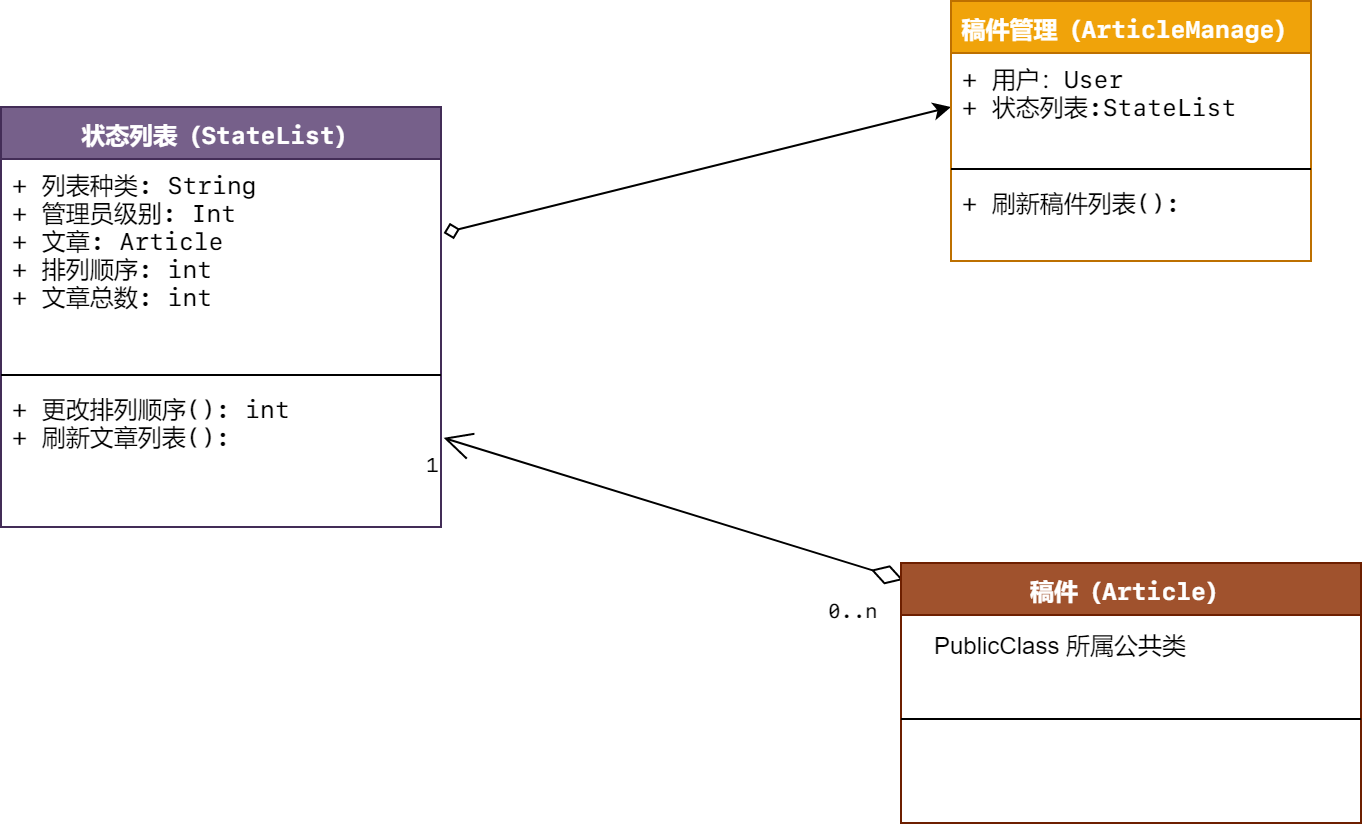 稿件管理（ArticleManage）
+ 用户：User
+ 状态列表:StateList
+ 刷新稿件列表():
状态列表（StateList）
+ 列表种类: String
+ 管理员级别: Int
+ 文章: Article
+ 排列顺序: int
+ 文章总数: int
+ 更改排列顺序(): int
+ 刷新文章列表():
1
0..n
稿件（Article）
PublicClass 所属公共类